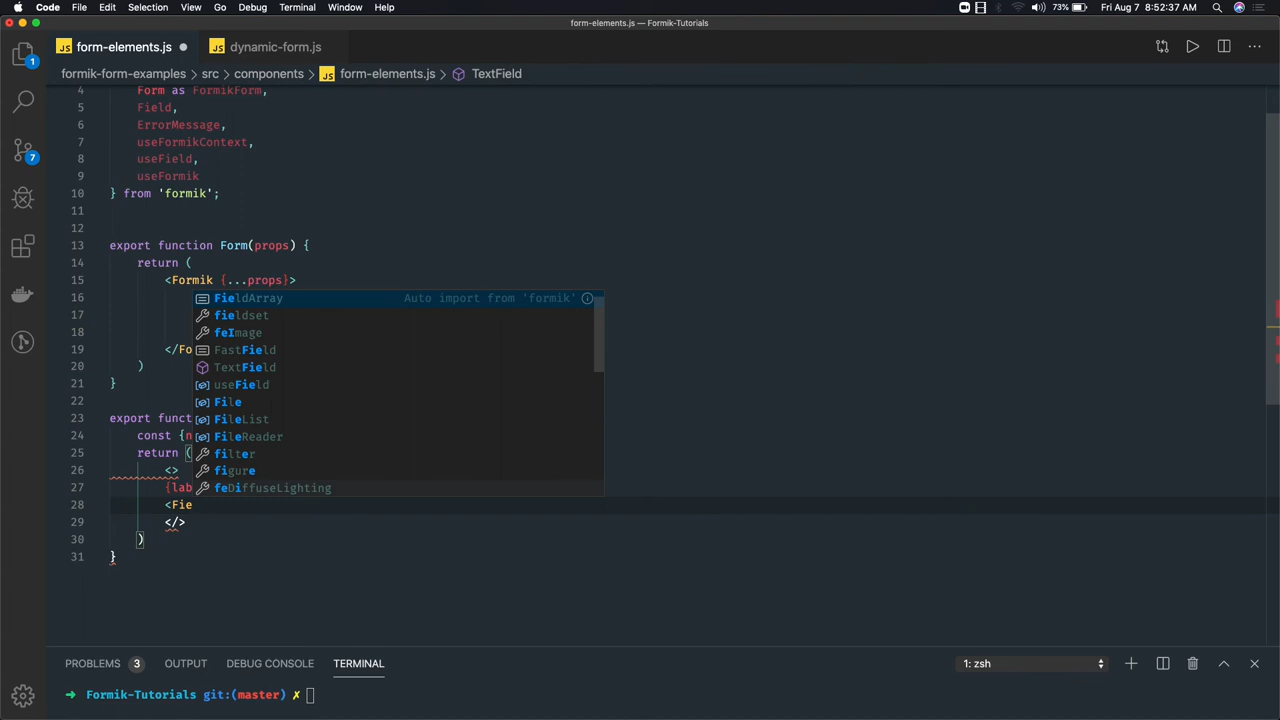 Code File Edit Selection View Go Debug Terminal Window Help 73% Fri Aug 7 8:52:37 AM
form-elements.js — Formik-Tutorials
JS form-elements.js JS dynamic-form.js
formik-form-examples > src > components > JS form-elements.js > TextField
1
7
4 Form as FormikForm,
5 Field,
6 ErrorMessage,
7 useFormikContext,
8 useField,
9 useFormik
10 } from 'formik';
11
12
13 export function Form(props) {
14 return (
15 <Formik {...props}>
16 FieldArray Auto import from 'formik'
17 fieldset
18 feImage
19 </Fo FastField
20 ) TextField
21 } useField
22 File
23 export funct FileList
24 const {n FileReader
25 return ( filter
26 <> figure
27 {lab feDiffuseLighting
28 <Fie
29 </>
30 )
31 }
PROBLEMS 3 OUTPUT DEBUG CONSOLE TERMINAL 1: zsh
➜ Formik-Tutorials git:(master) ✗